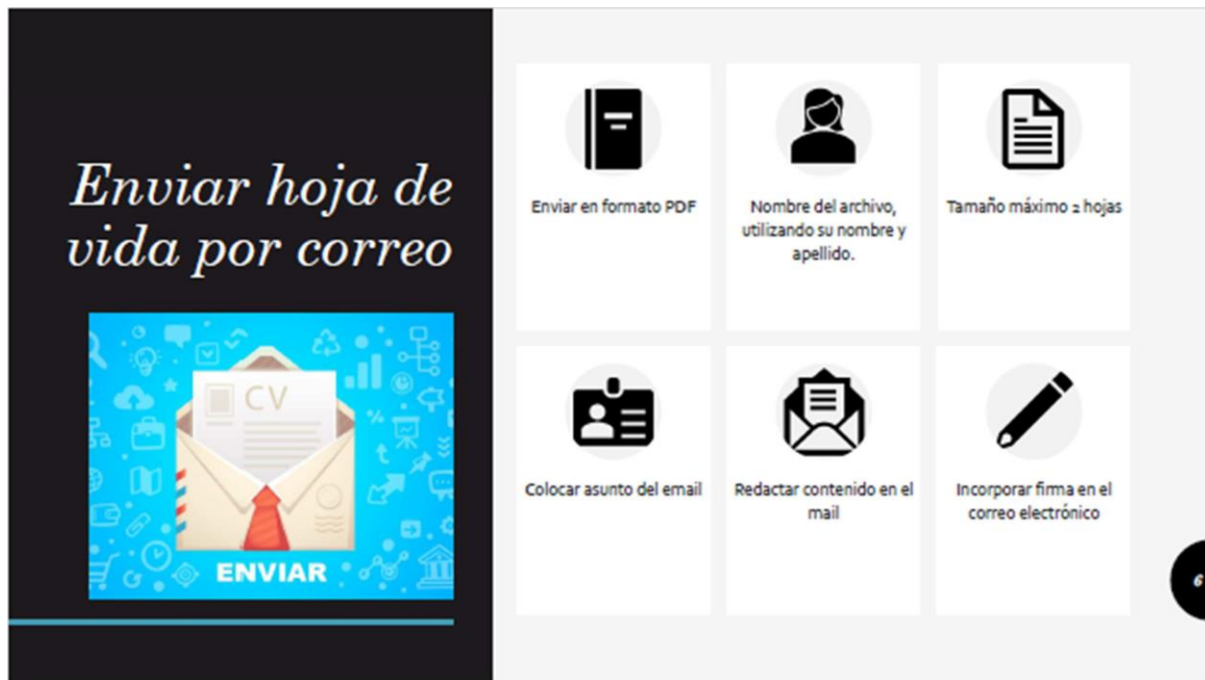 Enviar hoja de
vida por correo
CV
ENVIAR
Enviar en formato PDF
Nombre del archivo,
utilizando su nombre y
apellido.
Tamaño máximo 2 hojas
Colocar asunto del email
Redactar contenido en el
mail
Incorporar firma en el
correo electrónico
6